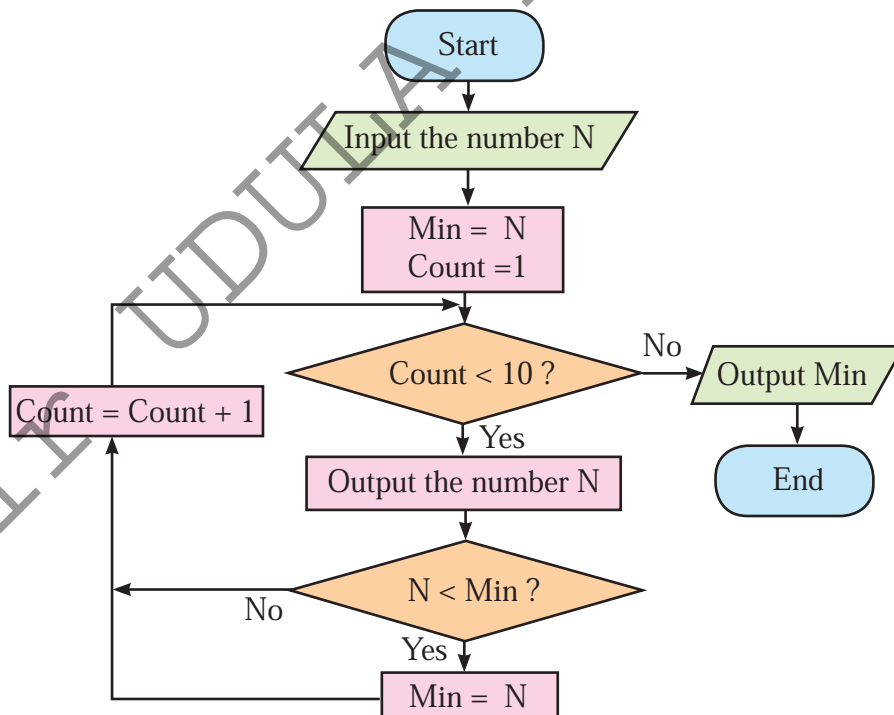 Start
Input the number N
Min = N
Count =1
Count < 10 ?
No
Output Min
End
Count = Count + 1
Yes
Output the number N
N < Min ?
No
Yes
Min = N
UDULA